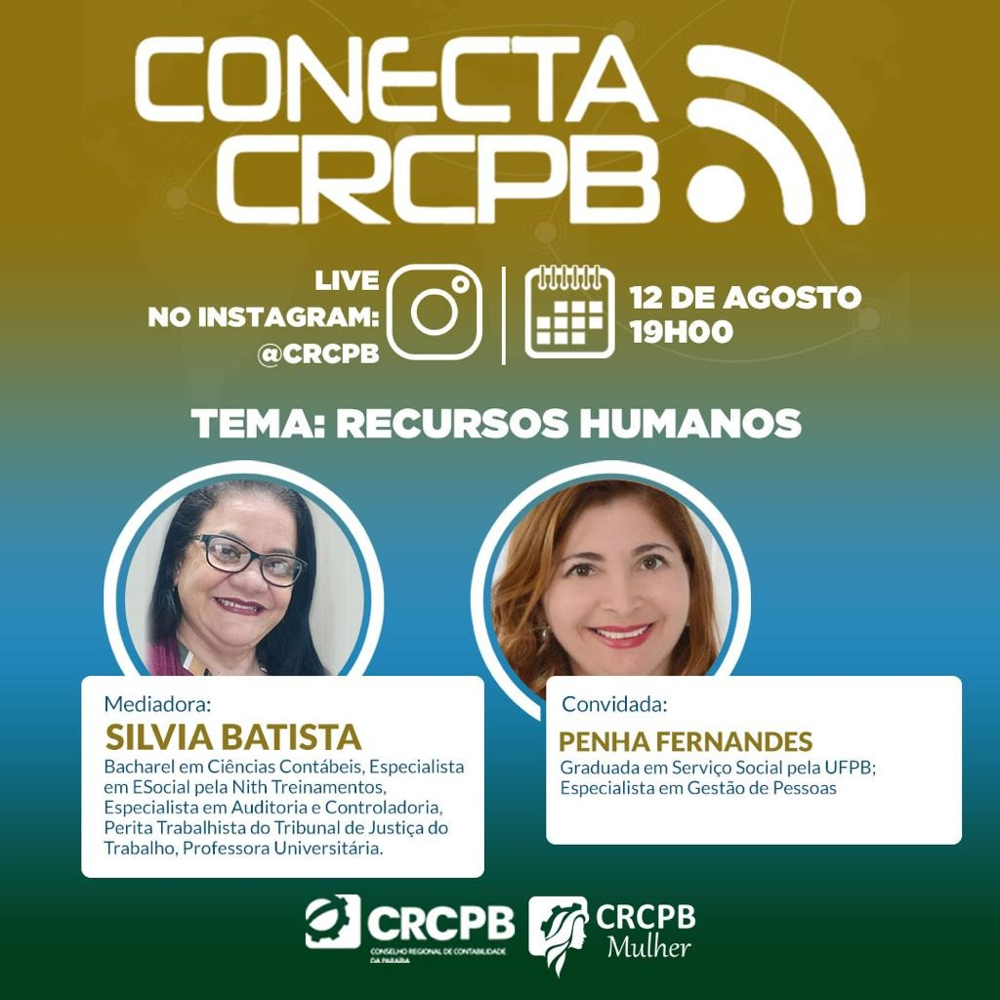 CONECTA
CRCPB
LIVE
NO INSTAGRAM:
@CRCPB
12 DE AGOSTO
19H00
TEMA: RECURSOS HUMANOS
Mediadora:
SILVIA BATISTA
Bacharel em Ciências Contábeis, Especialista
em ESocial pela Nith Treinamentos,
Especialista em Auditoria e Controladoria,
Perita Trabalhista do Tribunal de Justiça do
Trabalho, Professora Universitária.
Convidada:
PENHA FERNANDES
Graduada em Serviço Social pela UFPB;
Especialista em Gestão de Pessoas
CRCPB
CONSELHO REGIONAL DE CONTABILIDADE
DA PARAÍBA
CRCPB
Mulher